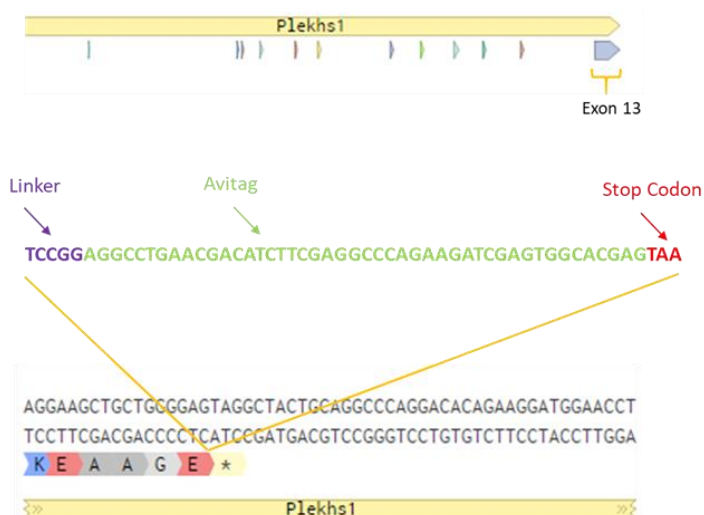 Plekhs1
Exon 13
Linker
Avitag
Stop Codon
TCCGGAGGCCTGAACGACATCTTCGAGGCCCAGAAGATCGAGTGGCACGAGTAA
AGGAAGCTGCTGGGGAGTAGGCTACTGCAGGCCCAGGACACAGAAGGATGGAACCT
TCCTTCGACGACCCCTCATCCGATGACGTCCGGGTCCTGTGTCTTCCTACCTTGGA
K E A A G E *
Plekhs1